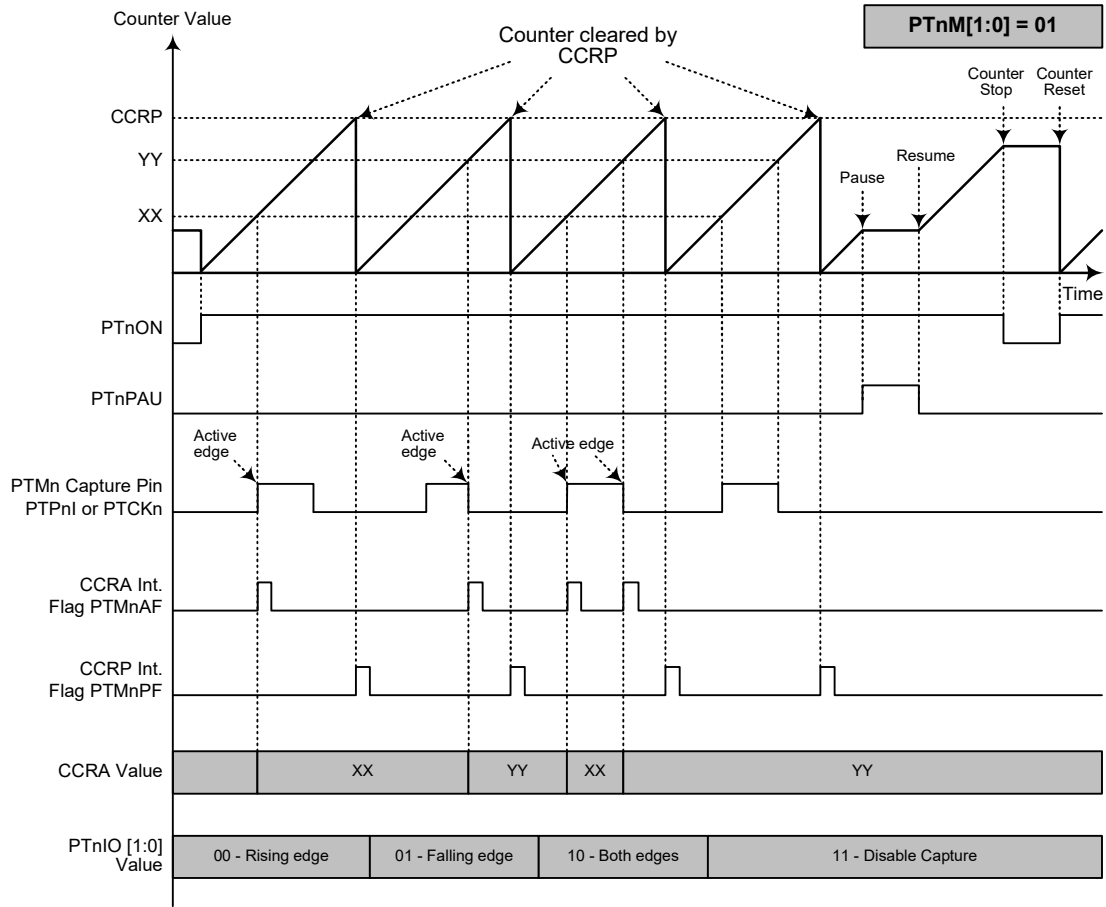 Counter Value
PTnM[1:0] = 01
Counter cleared by
CCRP
Counter
Stop
Counter
Reset
CCRP
YY
Resume
Pause
XX
Time
PTnON
PTnPAU
Active
edge
Active
edge
Active edge
PTMn Capture Pin
PTPnI or PTCKn
CCRA Int.
Flag PTMnAF
CCRP Int.
Flag PTMnPF
CCRA Value
XX
YY
XX
YY
PTnIO [1:0]
Value
00 - Rising edge
01 - Falling edge
10 - Both edges
11 - Disable Capture